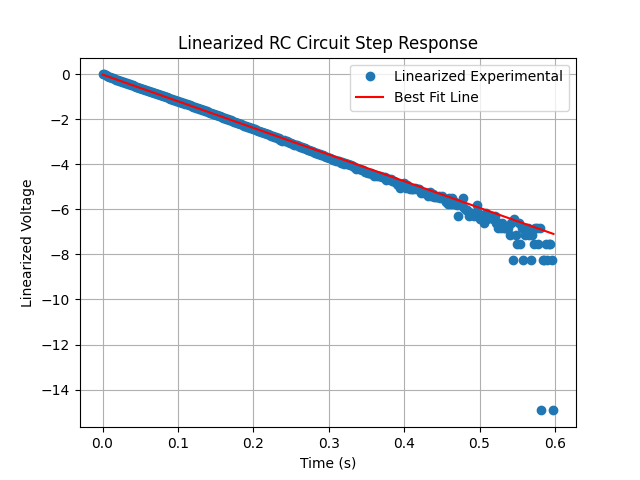 Linearized RC Circuit Step Response
Linearized Experimental
Best Fit Line
Linearized Voltage
0
−2
−4
−6
−8
−10
−12
−14
0.0 0.1 0.2 0.3 0.4 0.5 0.6
Time (s)